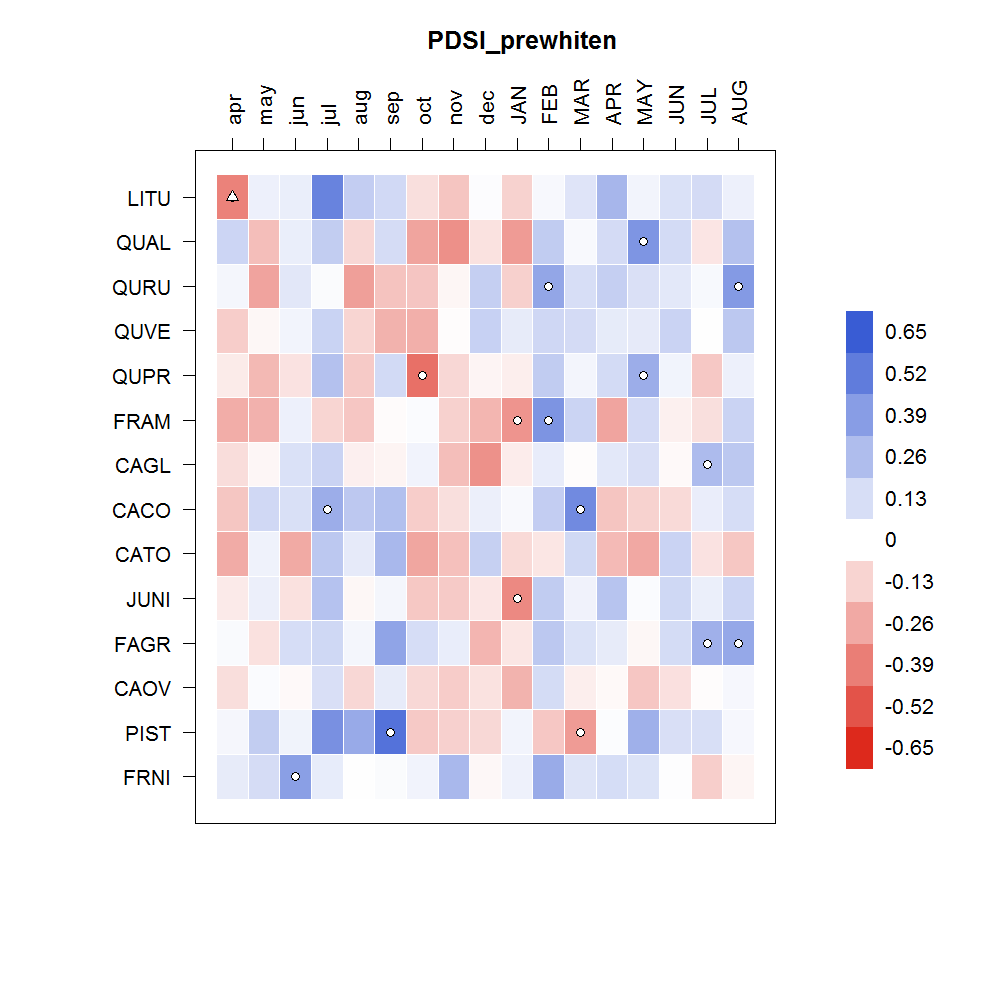 PDSI_prewhiten
apr may jun jul aug sep oct nov dec JAN FEB MAR APR MAY JUN JUL AUG
LITU
QUAL
QURU
QUVE
QUPR
FRAM
CAGL
CACO
CATO
JUNI
FAGR
CAOV
PIST
FRNI
0.65
0.52
0.39
0.26
0.13
0
-0.13
-0.26
-0.39
-0.52
-0.65